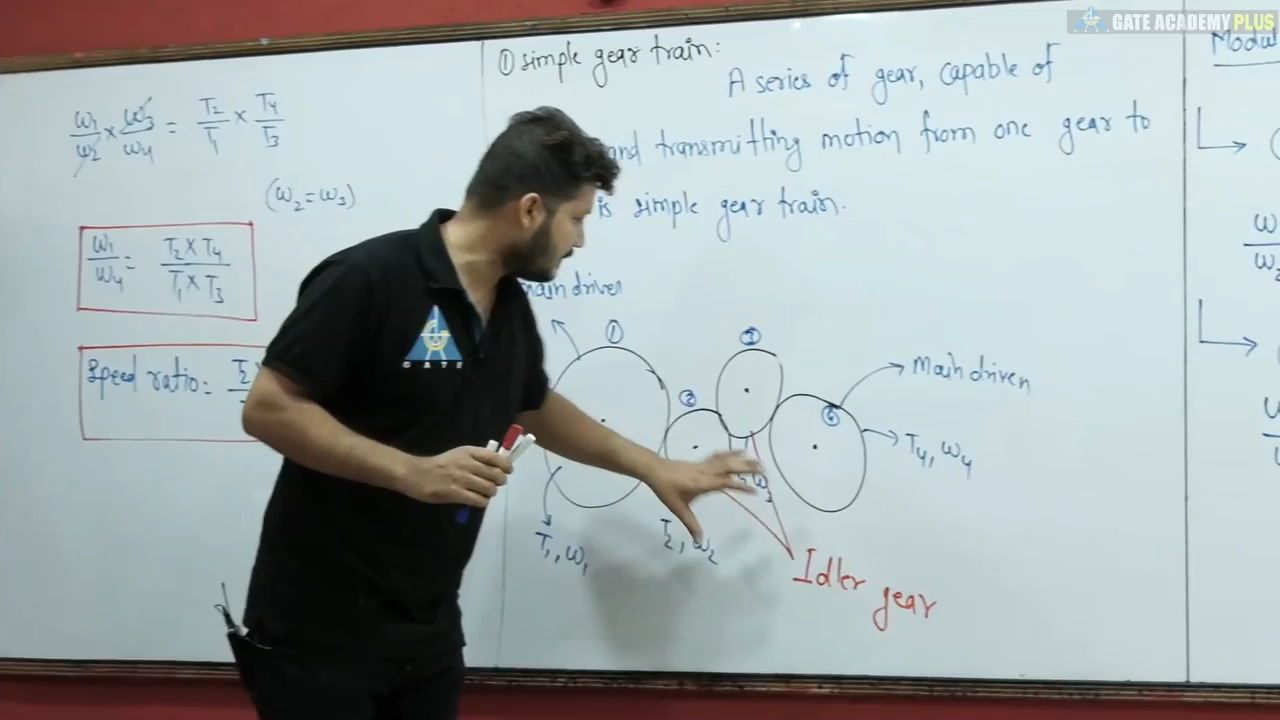 GATE ACADEMY PLUS
① simple gear train:
A series of gear, capable of
and transmitting motion from one gear to
is simple gear train.
ω₁/ω₂ × ω₃/ω₄ = T₂/T₁ × T₄/T₃
(ω₂ = ω₃)
ω₁/ω₄ = T₂ × T₄ / T₁ × T₃
Speed ratio =
main driver
①
②
③
Main driven
T₄, ω₄
T₁, ω₁
T₂, ω₂
ω₃
Idler gear
GATE